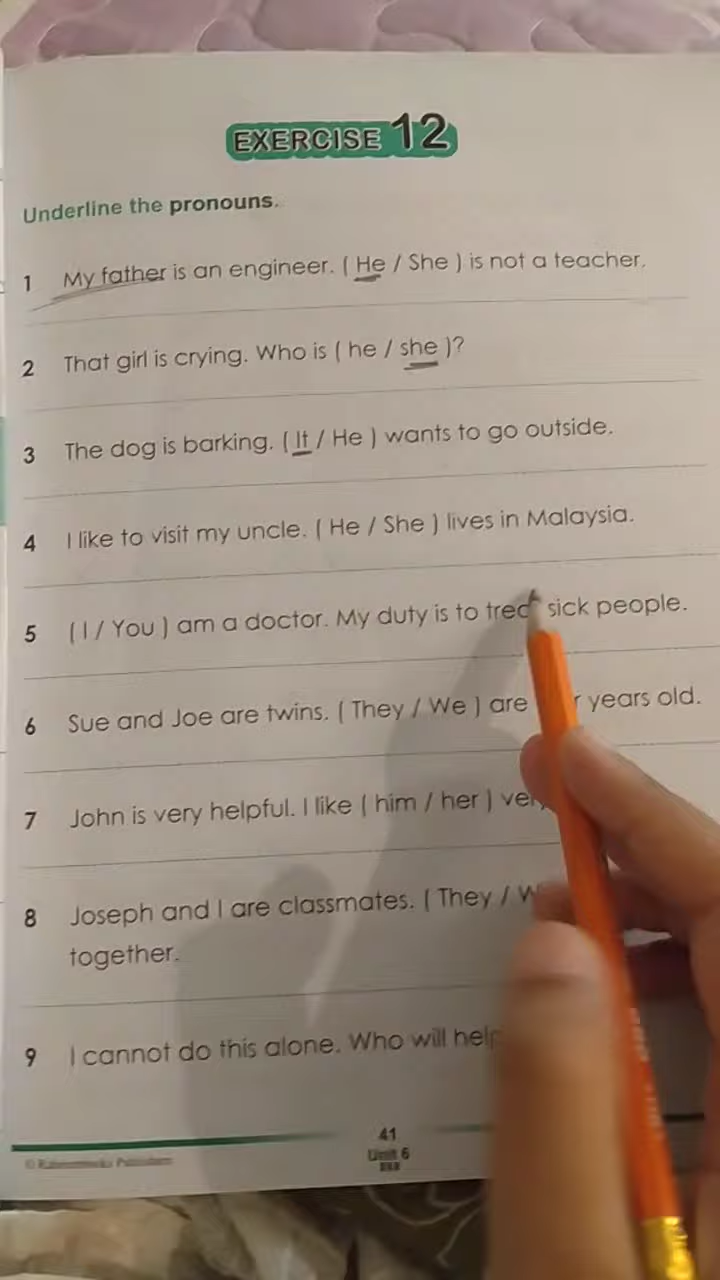 EXERCISE 12
Underline the pronouns.
1 My father is an engineer. ( He / She ) is not a teacher.
2 That girl is crying. Who is ( he / she )?
3 The dog is barking. ( It / He ) wants to go outside.
4 I like to visit my uncle. ( He / She ) lives in Malaysia.
5 ( I / You ) am a doctor. My duty is to treat sick people.
6 Sue and Joe are twins. ( They / We ) are years old.
7 John is very helpful. I like ( him / her )
8 Joseph and I are classmates. ( They /
together.
9 I cannot do this alone. Who will help
41
Unit 6